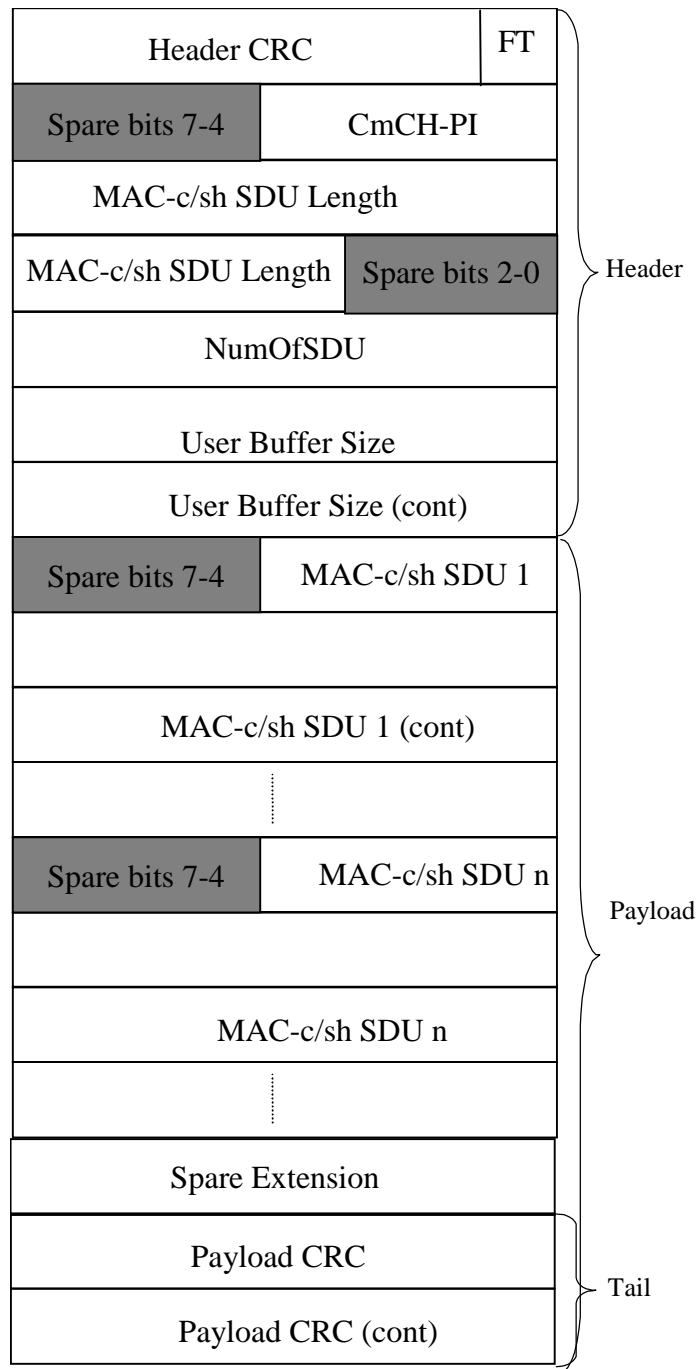 Header CRC FT
Spare bits 7-4 CmCH-PI
MAC-c/sh SDU Length
MAC-c/sh SDU Length Spare bits 2-0
Header
NumOfSDU
User Buffer Size
User Buffer Size (cont)
Spare bits 7-4 MAC-c/sh SDU 1
MAC-c/sh SDU 1 (cont)
Spare bits 7-4 MAC-c/sh SDU n
Payload
MAC-c/sh SDU n
Spare Extension
Payload CRC
Tail
Payload CRC (cont)